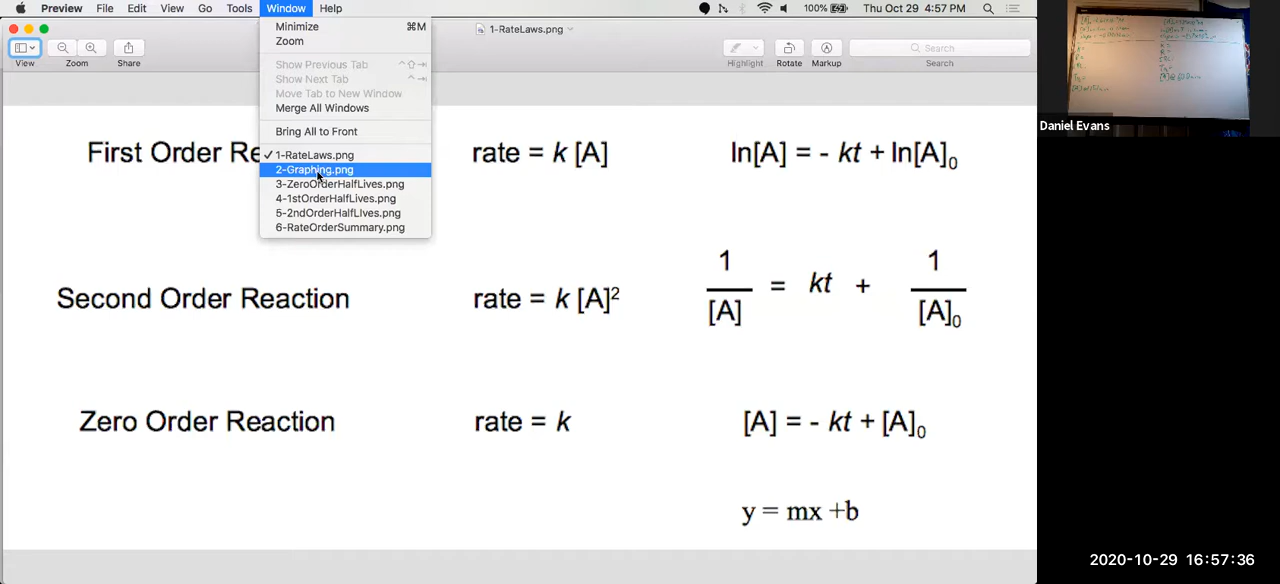 Preview File Edit View Go Tools Window Help 100% Thu Oct 29 4:57 PM
1-RateLaws.png
View Zoom Share Highlight Rotate Markup Search
Search
Minimize ⌘M
Zoom
Show Previous Tab ⌃⇧⇥
Show Next Tab ⌃⇥
Move Tab to New Window
Merge All Windows
Bring All to Front
✓ 1-RateLaws.png
2-Graphing.png
3-ZeroOrderHalfLives.png
4-1stOrderHalfLives.png
5-2ndOrderHalfLIves.png
6-RateOrderSummary.png
First Order Re rate = k [A] ln[A] = - kt + ln[A]₀
Second Order Reaction rate = k [A]² 1/[A] = kt + 1/[A]₀
Zero Order Reaction rate = k [A] = - kt + [A]₀
y = mx +b
Daniel Evans
2020-10-29 16:57:36